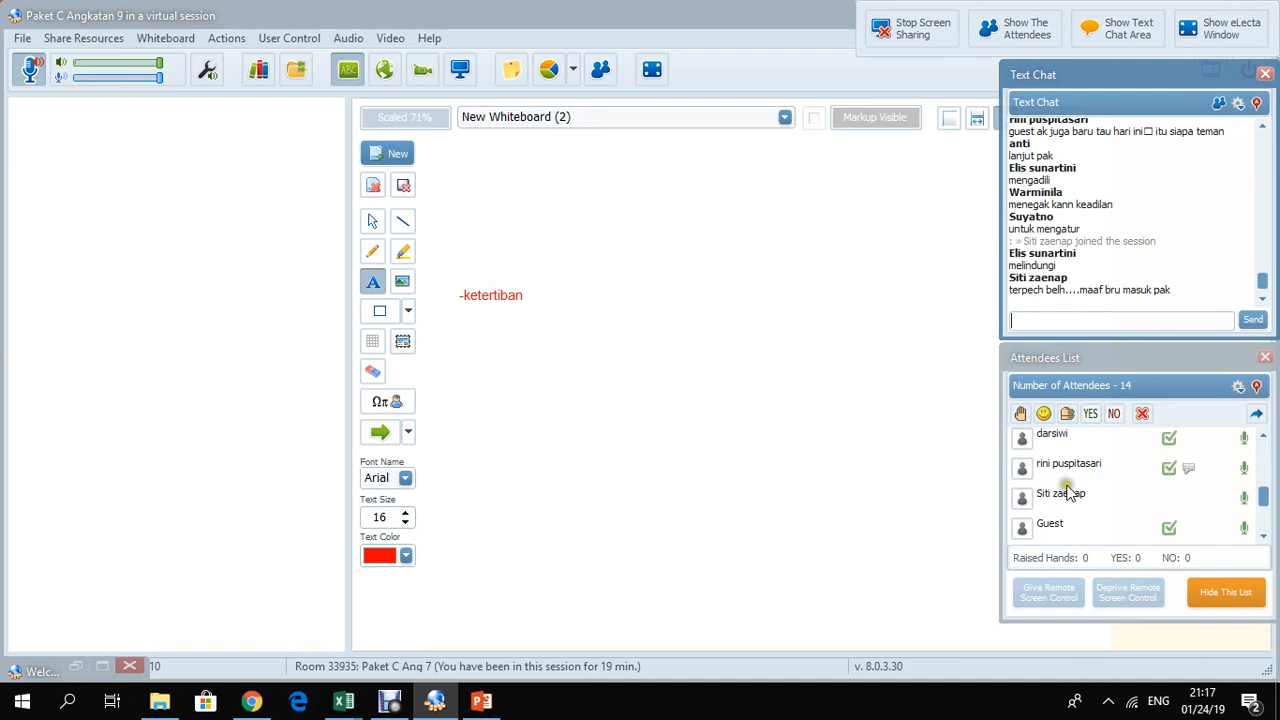 Paket C Angkatan 9 in a virtual session
File Share Resources Whiteboard Actions User Control Audio Video Help
Stop Screen Sharing
Show The Attendees
Show Text Chat Area
Show eLecta Window
ABC
Scaled 71%
New Whiteboard (2)
Markup Visible
New
A
Ωπ
Font Name
Arial
Text Size
16
Text Color
-ketertiban
Text Chat
Text Chat
rini puspitasari
guest ak juga baru tau hari ini itu siapa teman
anti
lanjut pak
Elis sunartini
mengadili
Warminila
menegak kann keadilan
Suyatno
untuk mengatur
: » Siti zaenap joined the session
Elis sunartini
melindungi
Siti zaenap
terpech belh....maaf bru masuk pak
Send
Attendees List
Number of Attendees - 14
YES NO
darsiwi
rini puspitasari
Siti zaenap
Guest
Raised Hands: 0 YES: 0 NO: 0
Give Remote Screen Control
Deprive Remote Screen Control
Hide This List
Welc...
10
Room 33935: Paket C Ang 7 (You have been in this session for 19 min.)
v. 8.0.3.30
ENG
21:17
01/24/19
2